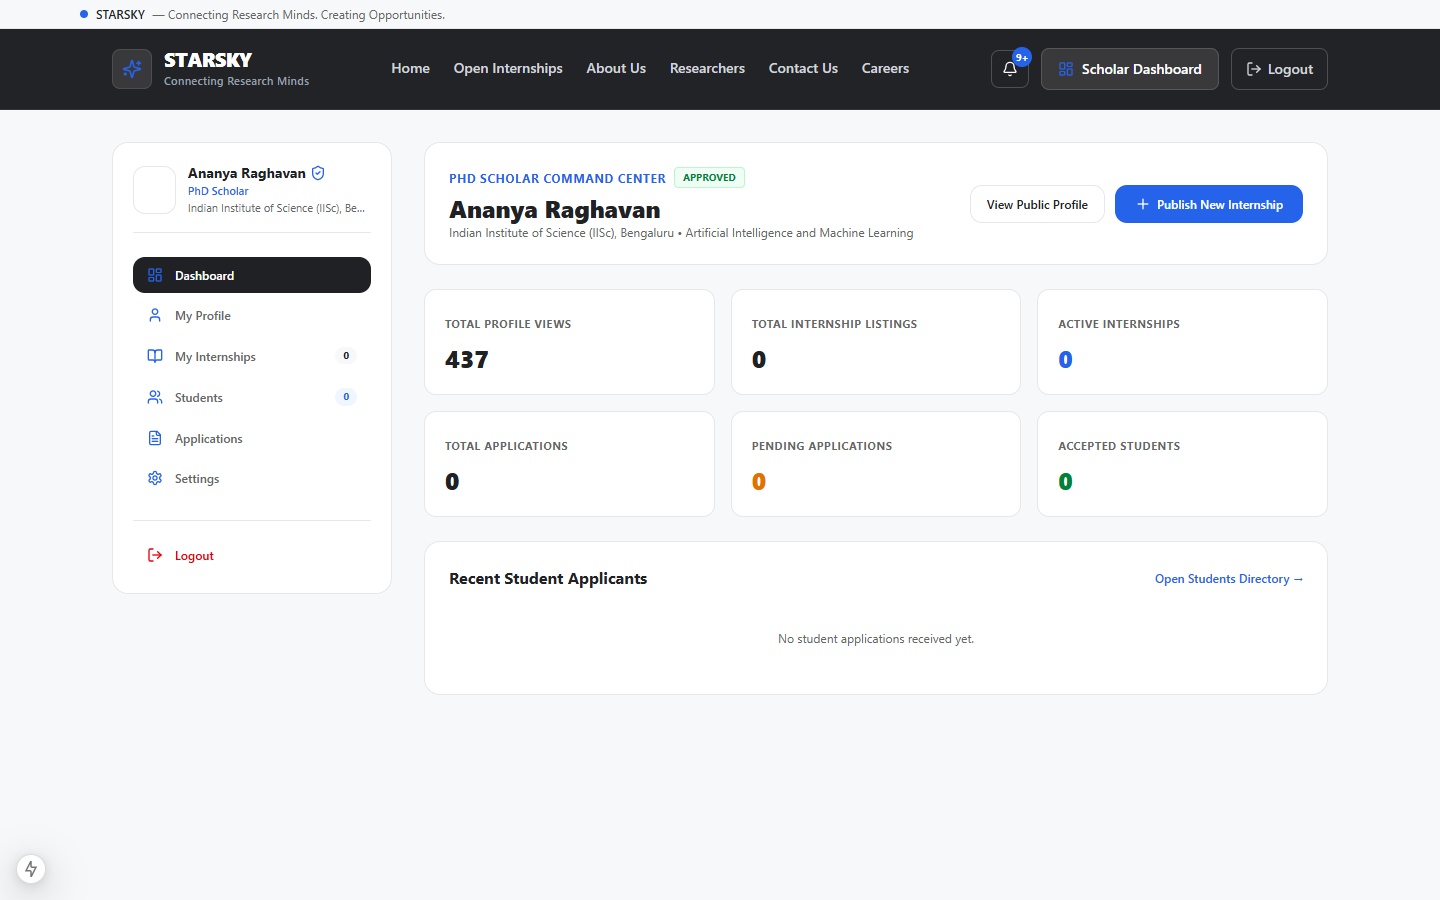 STARSKY — Connecting Research Minds. Creating Opportunities.
STARSKY
Connecting Research Minds
Home
Open Internships
About Us
Researchers
Contact Us
Careers
9+
Scholar Dashboard
Logout
Ananya Raghavan
PhD Scholar
Indian Institute of Science (IISc), Be...
Dashboard
My Profile
My Internships 0
Students 0
Applications
Settings
Logout
PHD SCHOLAR COMMAND CENTER APPROVED
Ananya Raghavan
Indian Institute of Science (IISc), Bengaluru • Artificial Intelligence and Machine Learning
View Public Profile
Publish New Internship
TOTAL PROFILE VIEWS
437
TOTAL INTERNSHIP LISTINGS
0
ACTIVE INTERNSHIPS
0
TOTAL APPLICATIONS
0
PENDING APPLICATIONS
0
ACCEPTED STUDENTS
0
Recent Student Applicants
Open Students Directory →
No student applications received yet.